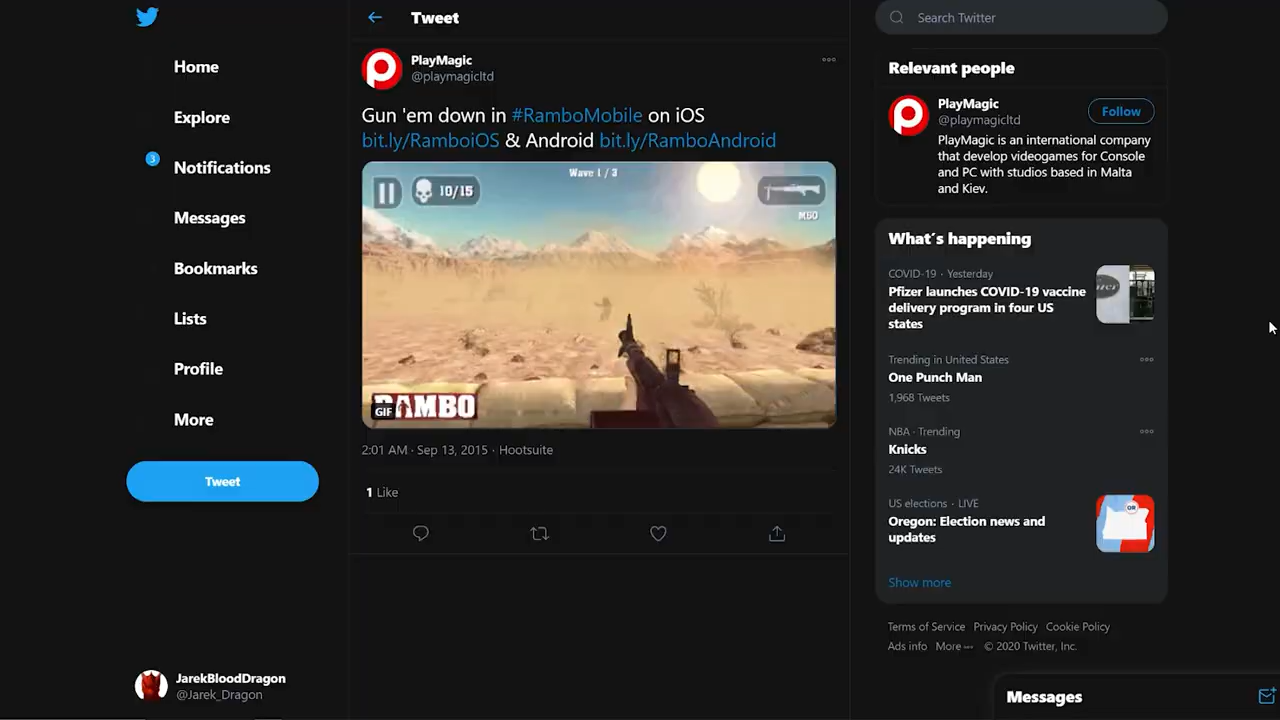 Home
Explore
3
Notifications
Messages
Bookmarks
Lists
Profile
More
Tweet
JarekBloodDragon
@Jarek_Dragon
Tweet
PlayMagic
@playmagicltd
Gun 'em down in #RamboMobile on iOS
bit.ly/RamboiOS & Android bit.ly/RamboAndroid
Wave 1 / 3
10/15
M60
RAMBO
GIF
2:01 AM · Sep 13, 2015 · Hootsuite
1 Like
Search Twitter
Relevant people
PlayMagic
@playmagicltd
Follow
PlayMagic is an international company
that develop videogames for Console
and PC with studios based in Malta
and Kiev.
What´s happening
COVID-19 · Yesterday
Pfizer launches COVID-19 vaccine
delivery program in four US
states
Trending in United States
One Punch Man
1,968 Tweets
NBA · Trending
Knicks
24K Tweets
US elections · LIVE
Oregon: Election news and
updates
OR
Show more
Terms of Service Privacy Policy Cookie Policy
Ads info More © 2020 Twitter, Inc.
Messages